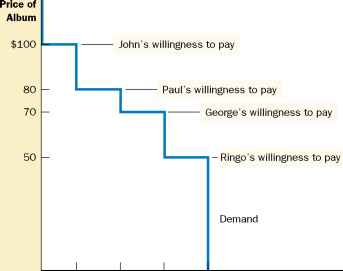 Price of
Album
$100
John's willingness to pay
80
Paul's willingness to pay
70
George's willingness to pay
50
Ringo's willingness to pay
Demand